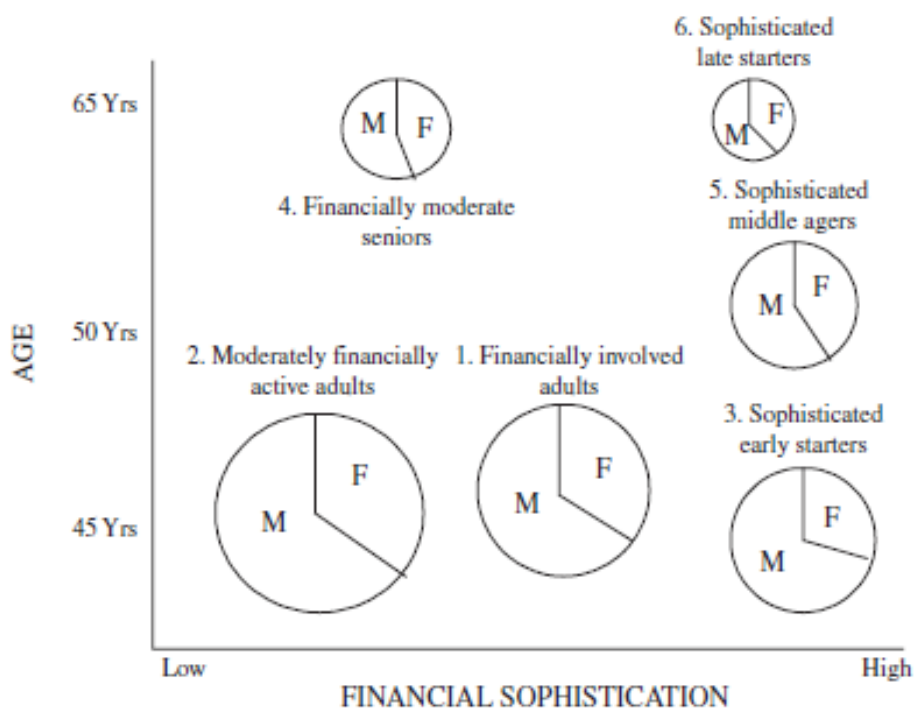 6. Sophisticated
late starters
65 Yrs
M
F
F
M
4. Financially moderate
seniors
5. Sophisticated
middle agers
M
F
AGE
50 Yrs
2. Moderately financially
active adults
1. Financially involved
adults
3. Sophisticated
early starters
F
M
F
M
45 Yrs
F
M
Low
High
FINANCIAL SOPHISTICATION